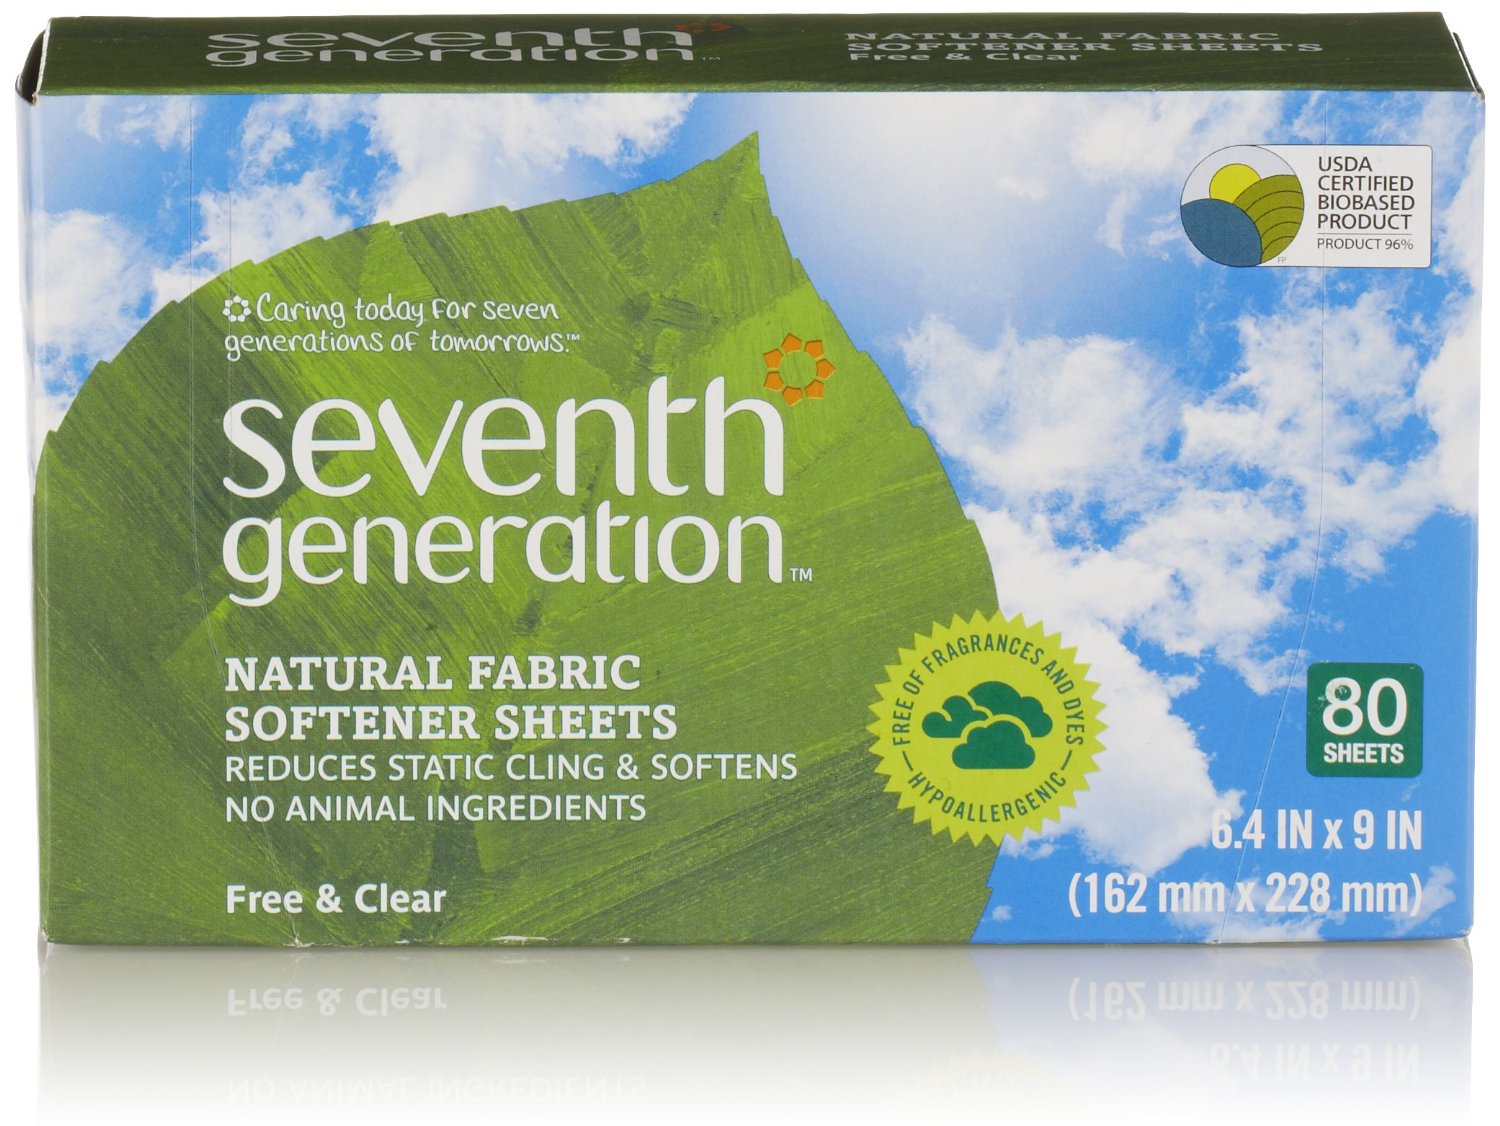 seventh
generation™
NATURAL FABRIC
SOFTENER SHEETS
Free & Clear
USDA
CERTIFIED
BIOBASED
PRODUCT
PRODUCT 96%
FP
Caring today for seven
generations of tomorrows.™
seventh
generation™
NATURAL FABRIC
SOFTENER SHEETS
REDUCES STATIC CLING & SOFTENS
NO ANIMAL INGREDIENTS
Free & Clear
FREE OF FRAGRANCES AND DYES
— HYPOALLERGENIC —
80
SHEETS
6.4 IN x 9 IN
(162 mm x 228 mm)